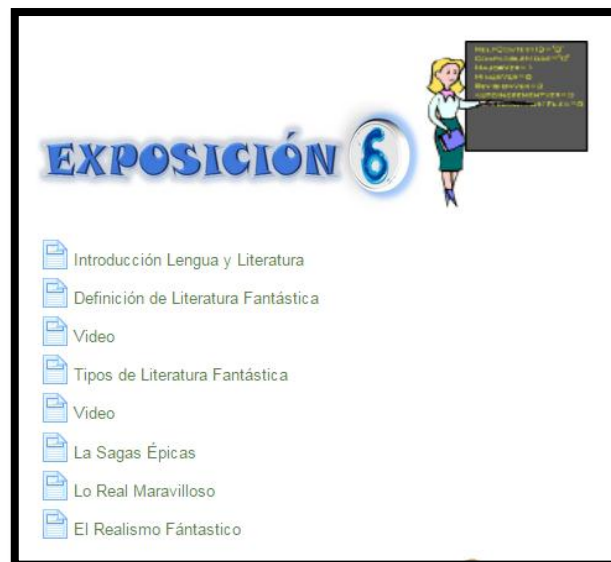 EXPOSICIÓN 6
Introducción Lengua y Literatura
Definición de Literatura Fantástica
Video
Tipos de Literatura Fantástica
Video
La Sagas Épicas
Lo Real Maravilloso
El Realismo Fántastico